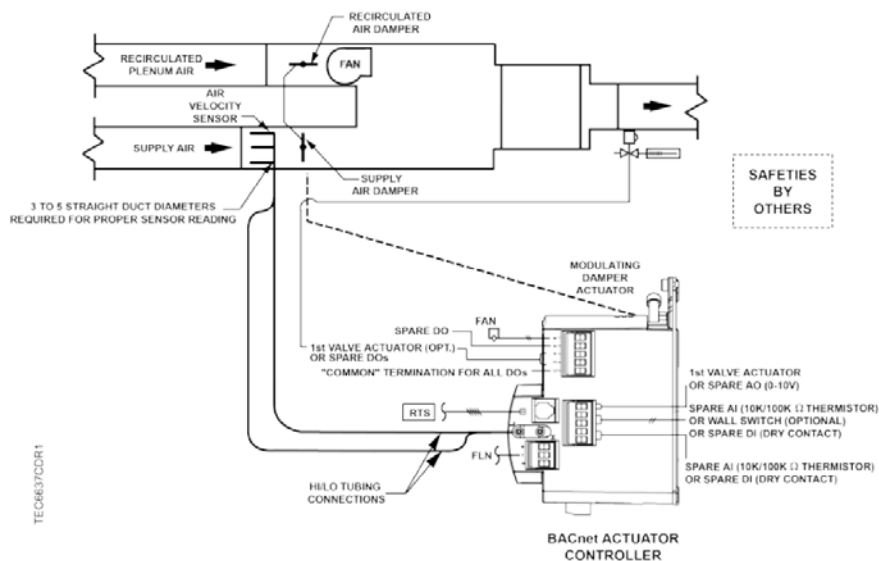 RECIRCULATED
AIR DAMPER
RECIRCULATED
PLENUM AIR
FAN
AIR
VELOCITY
SENSOR
SUPPLY AIR
SUPPLY
AIR DAMPER
3 TO 5 STRAIGHT DUCT DIAMETERS
REQUIRED FOR PROPER SENSOR READING
SAFETIES
BY
OTHERS
MODULATING
DAMPER
ACTUATOR
FAN
SPARE DO
1st VALVE ACTUATOR (OPT.)
OR SPARE DOs
"COMMON" TERMINATION FOR ALL DOs
1st VALVE ACTUATOR
OR SPARE AO (0-10V)
RTS
SPARE AI (10K/100K Ω THERMISTOR)
OR WALL SWITCH (OPTIONAL)
OR SPARE DI (DRY CONTACT)
FLN
SPARE AI (10K/100K Ω THERMISTOR)
OR SPARE DI (DRY CONTACT)
HI/LO TUBING
CONNECTIONS
TEC6637CDR1
BACnet ACTUATOR
CONTROLLER